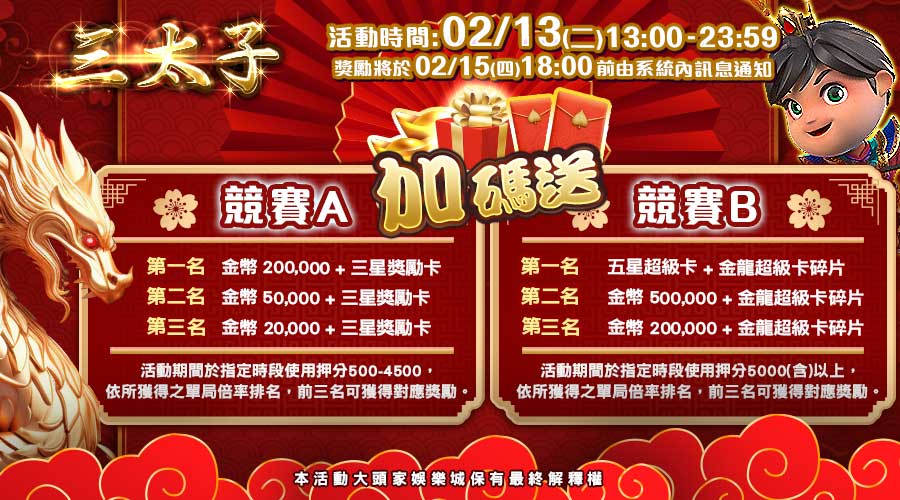 三太子
活動時間:02/13(二)13:00-23:59
獎勵將於 02/15(四)18:00 前由系統內訊息通知
加碼送
競賽A
第一名 金幣 200,000 + 三星獎勵卡
第二名 金幣 50,000 + 三星獎勵卡
第三名 金幣 20,000 + 三星獎勵卡
活動期間於指定時段使用押分500-4500，
依所獲得之單局倍率排名，前三名可獲得對應獎勵。
競賽B
第一名 五星超級卡 + 金龍超級卡碎片
第二名 金幣 500,000 + 金龍超級卡碎片
第三名 金幣 200,000 + 金龍超級卡碎片
活動期間於指定時段使用押分5000(含)以上，
依所獲得之單局倍率排名，前三名可獲得對應獎勵。
本活動大頭家娛樂城保有最終解釋權